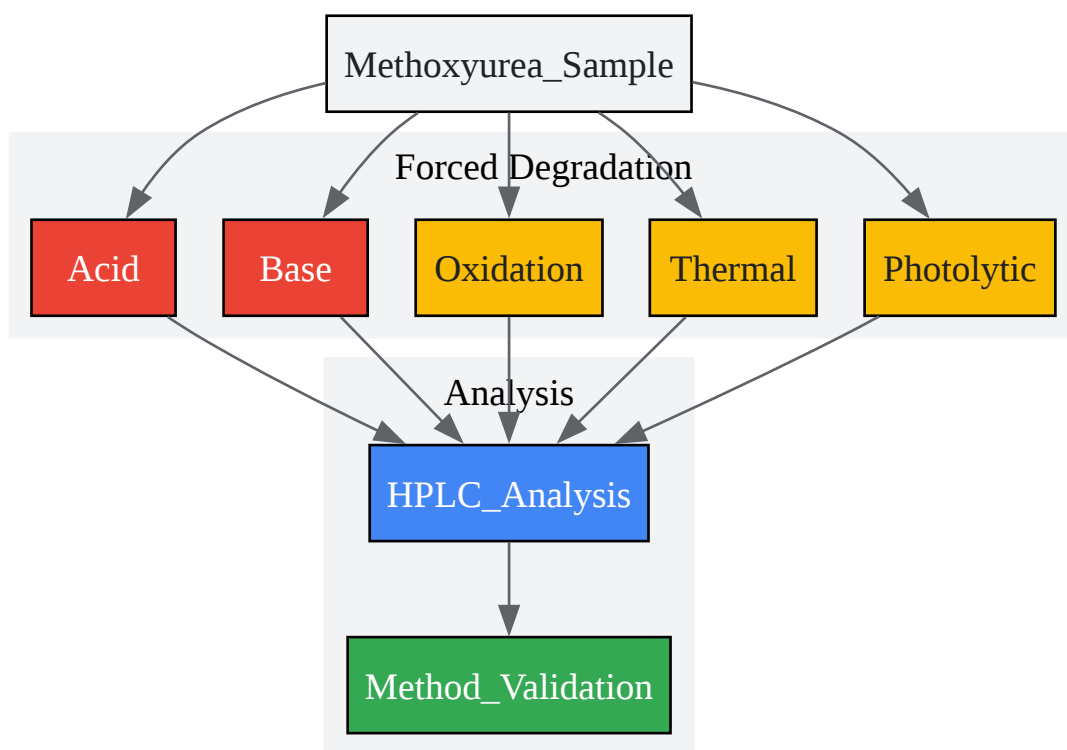 Methoxyurea_Sample
Forced Degradation
Acid
Base
Oxidation
Thermal
Photolytic
Analysis
HPLC_Analysis
Method_Validation